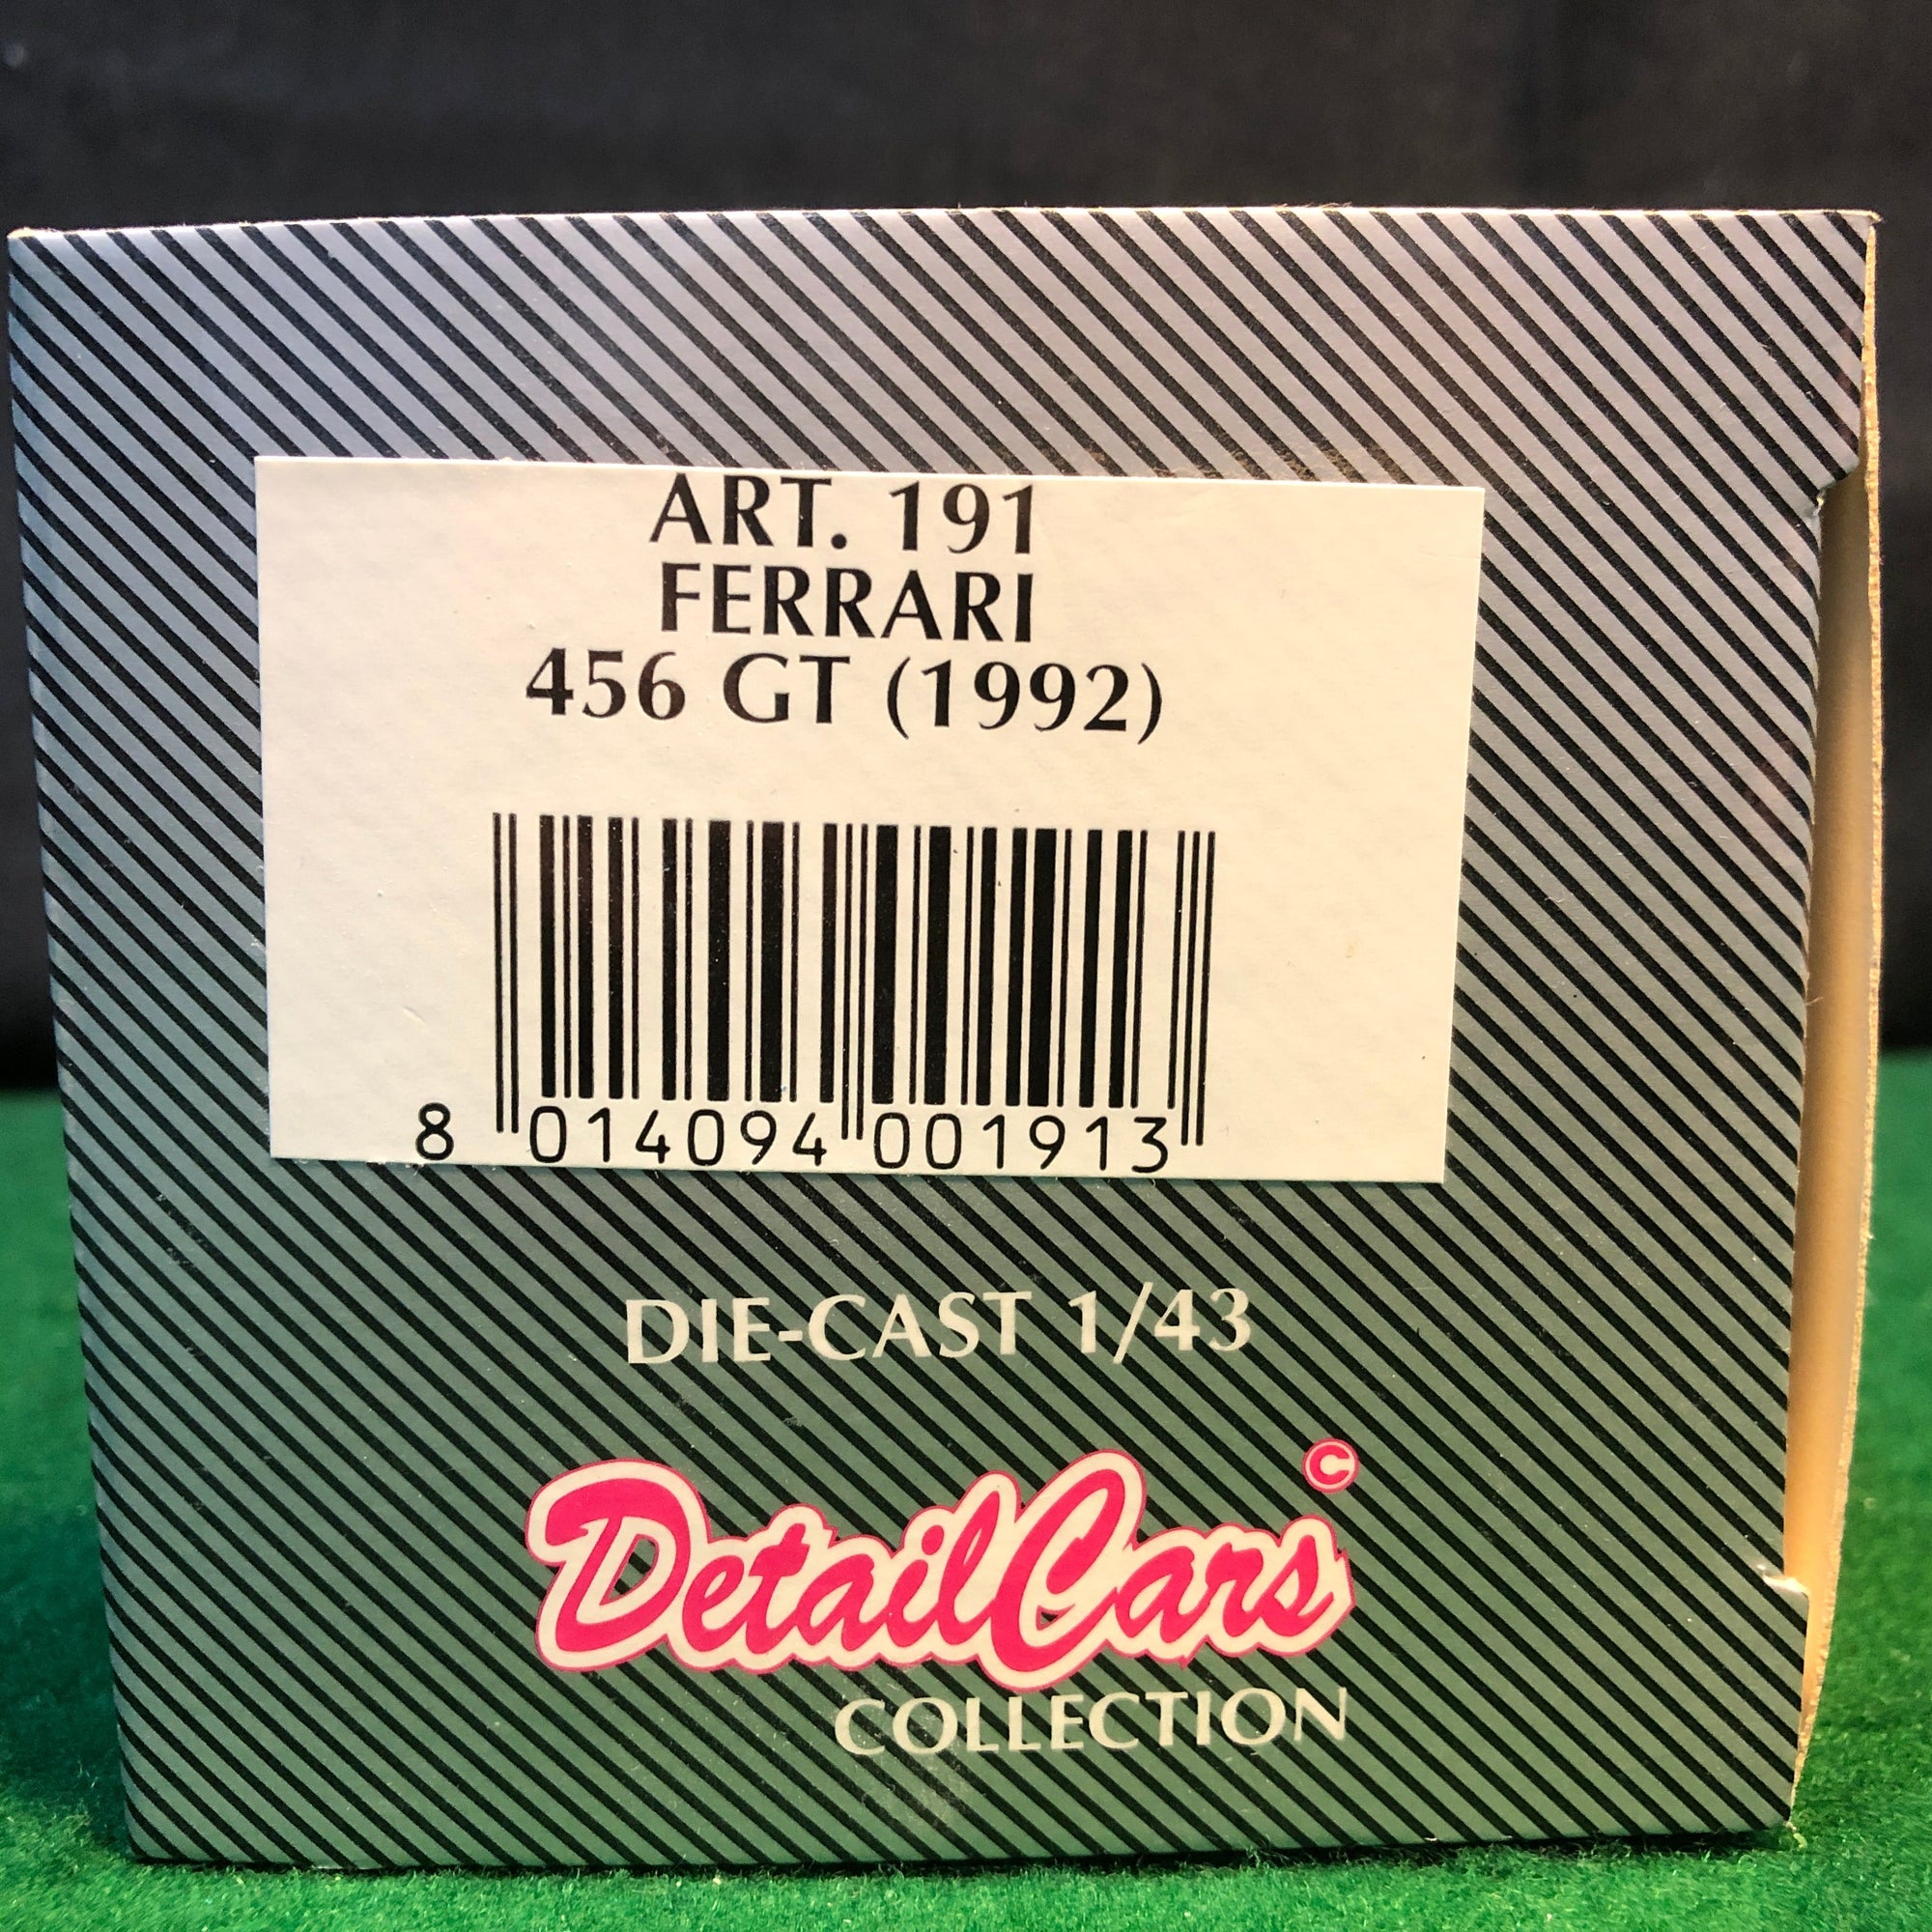 ART. 191
FERRARI
456 GT (1992)
8 014094 001913
DIE-CAST 1/43
DetailCars ©
COLLECTION